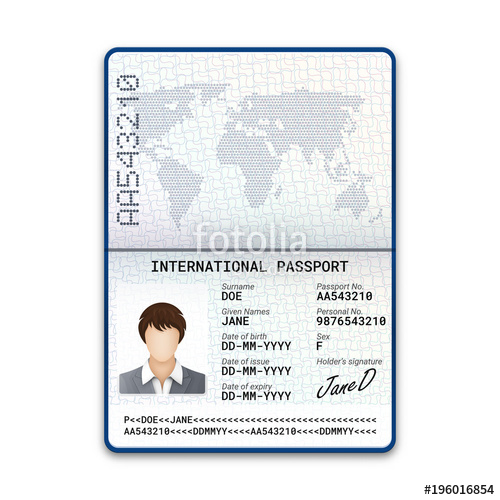 AA543210
fotolia
INTERNATIONAL PASSPORT
Surname
DOE
Passport No.
AA543210
Given Names
JANE
Personal No.
9876543210
Date of birth
DD-MM-YYYY
Sex
F
Date of issue
DD-MM-YYYY
Holder's signature
Jane D
Date of expiry
DD-MM-YYYY
P<<DOE<<JANE<<<<<<<<<<<<<<<<<<<<<<<<<<<<
AA543210<<<<DDMMYY<<<<AA543210<<<<DDMMYY<<<<
#196016854